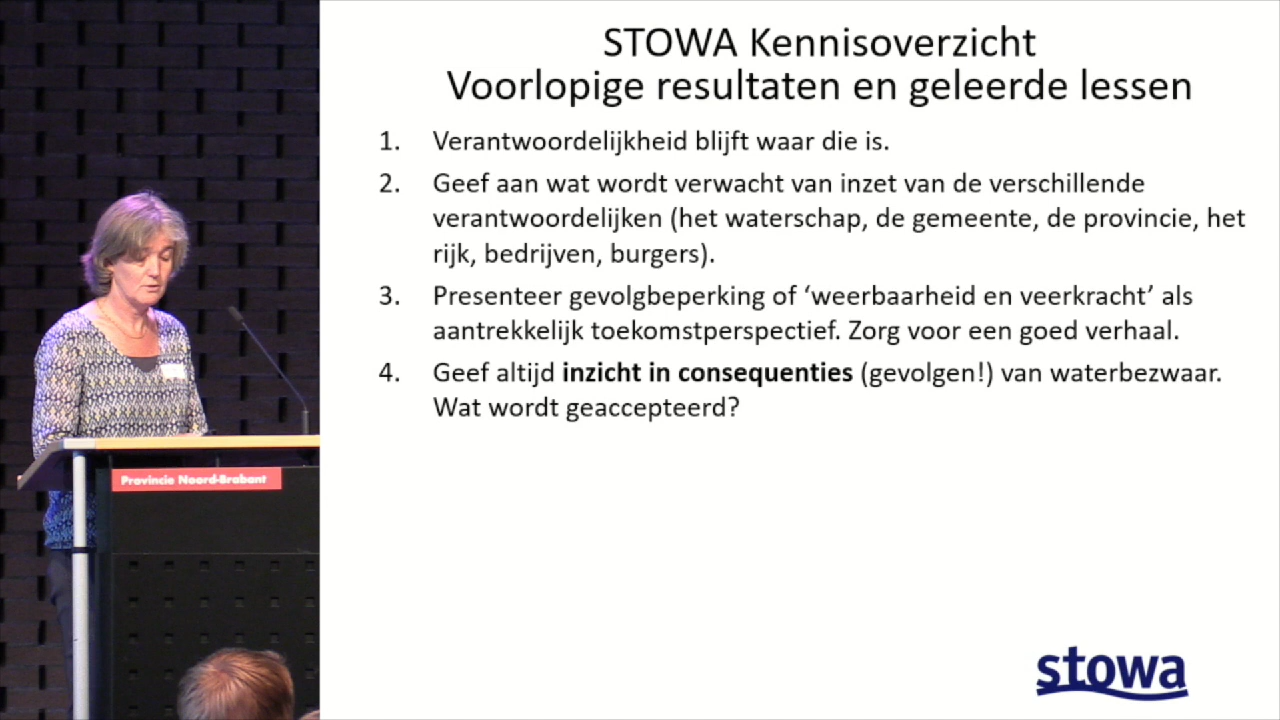 STOWA Kennisoverzicht
Voorlopige resultaten en geleerde lessen
1. Verantwoordelijkheid blijft waar die is.
2. Geef aan wat wordt verwacht van inzet van de verschillende
verantwoordelijken (het waterschap, de gemeente, de provincie, het
rijk, bedrijven, burgers).
3. Presenteer gevolgbeperking of ‘weerbaarheid en veerkracht’ als
aantrekkelijk toekomstperspectief. Zorg voor een goed verhaal.
4. Geef altijd inzicht in consequenties (gevolgen!) van waterbezwaar.
Wat wordt geaccepteerd?
Provincie Noord-Brabant
stowa